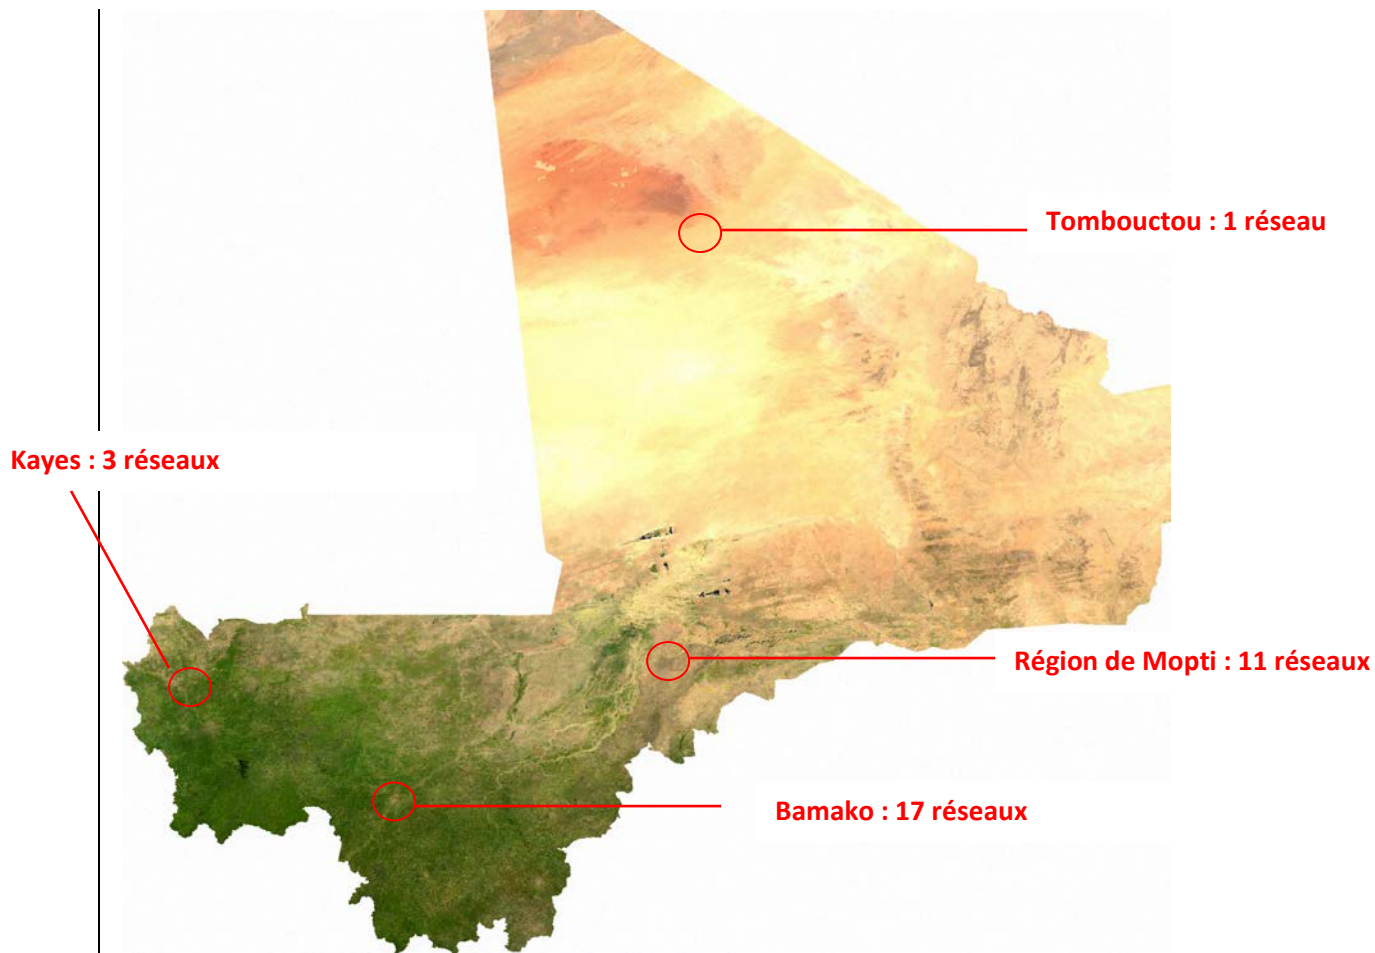 Tombouctou : 1 réseau
Kayes : 3 réseaux
Région de Mopti : 11 réseaux
Bamako : 17 réseaux